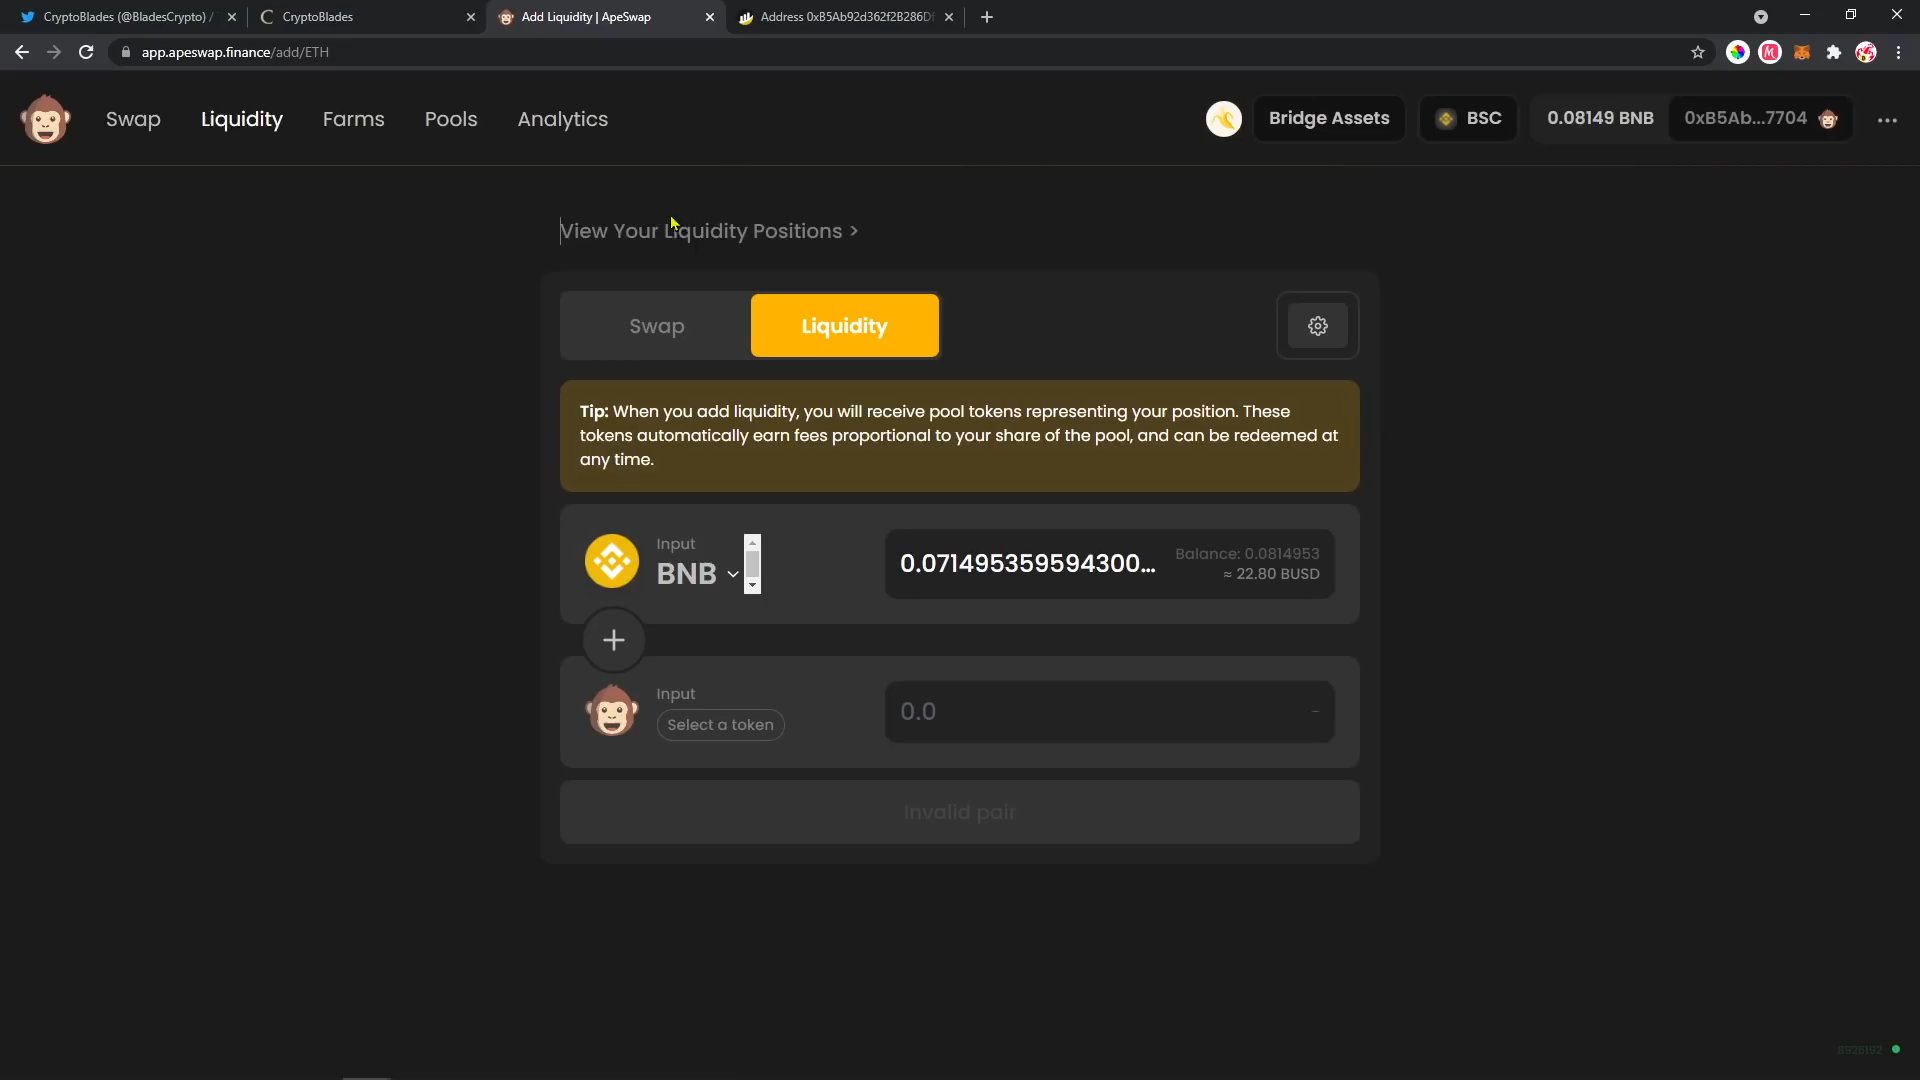 CryptoBlades (@BladesCrypto) /
CryptoBlades
Add Liquidity | ApeSwap
Address 0xB5Ab92d362f2B286Df
app.apeswap.finance/add/ETH
Swap
Liquidity
Farms
Pools
Analytics
Bridge Assets
BSC
0.08149 BNB
0xB5Ab...7704
View Your Liquidity Positions >
Swap
Liquidity
Tip: When you add liquidity, you will receive pool tokens representing your position. These
tokens automatically earn fees proportional to your share of the pool, and can be redeemed at
any time.
Input
BNB
0.071495359594300...
Balance: 0.0814953
≈ 22.80 BUSD
Input
Select a token
0.0
-
Invalid pair
8926192